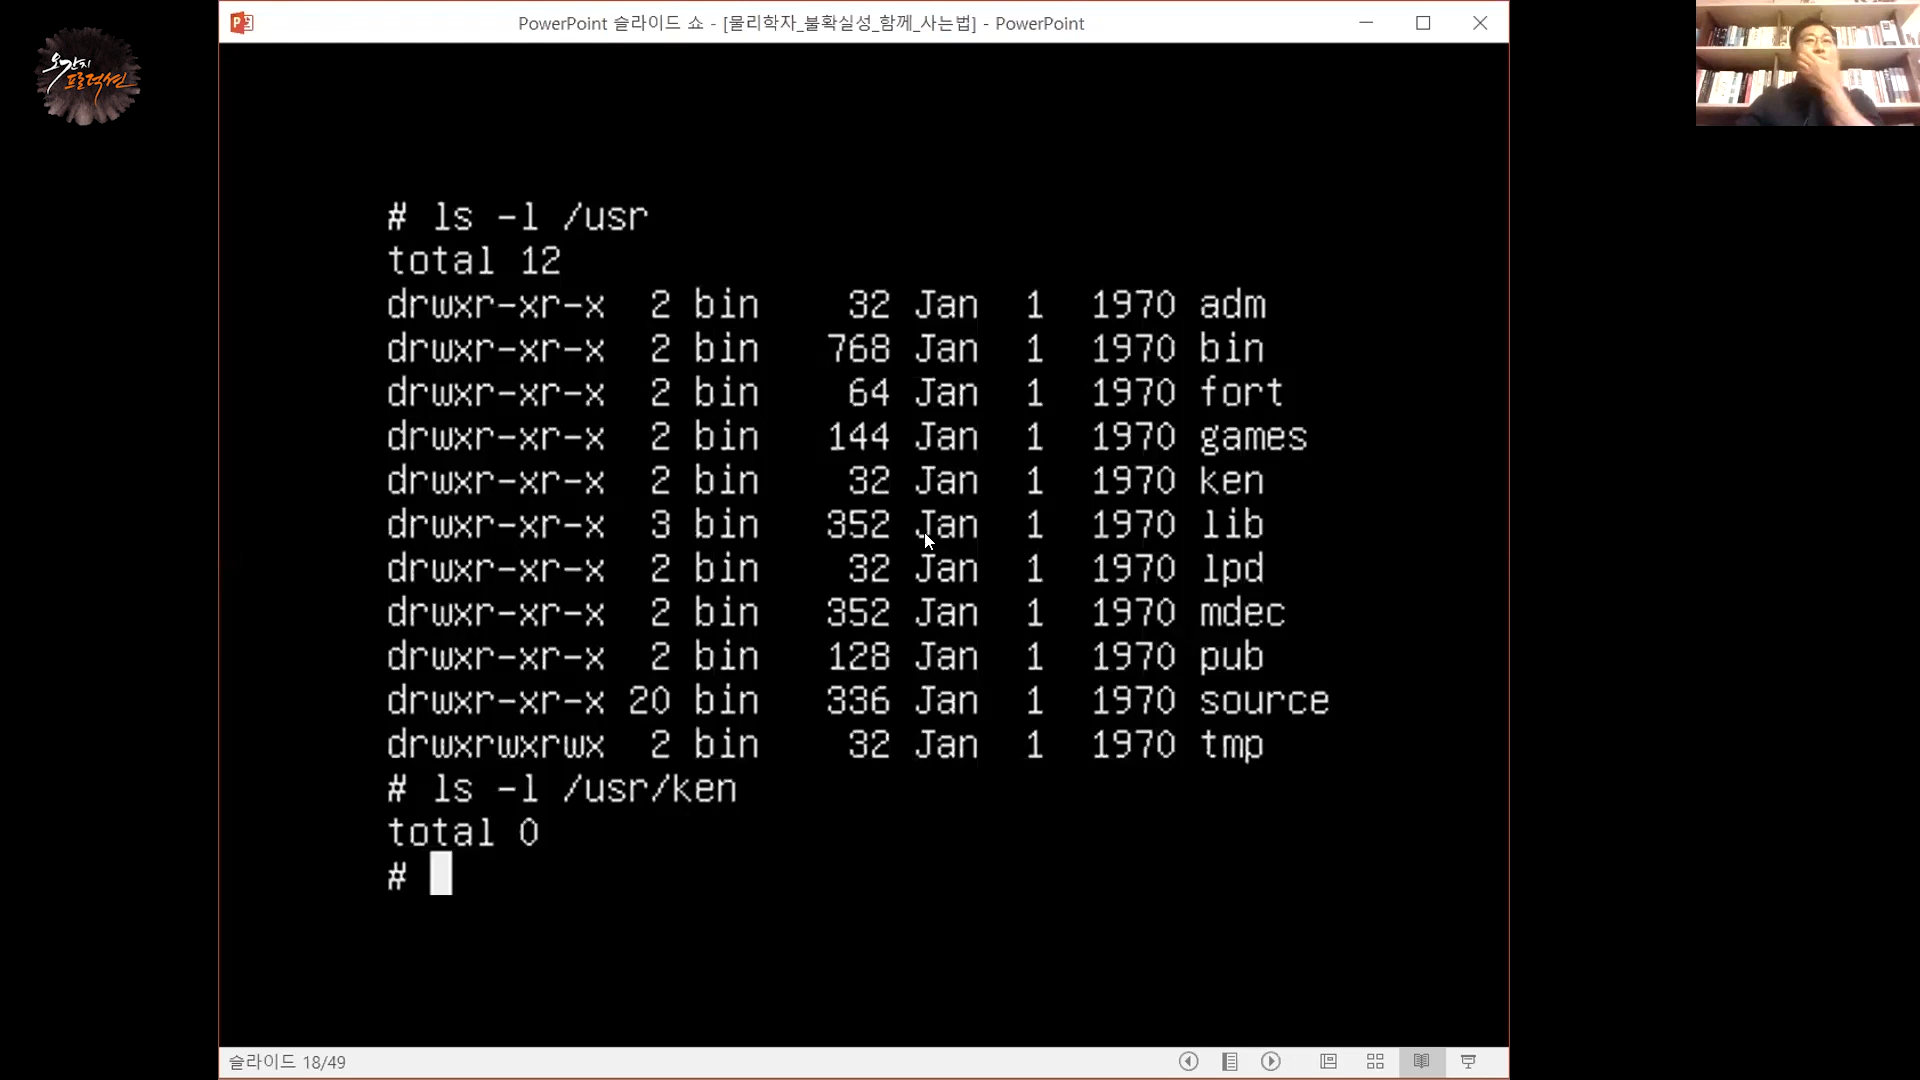 오간지
프로덕션
PowerPoint 슬라이드 쇼 - [물리학자_불확실성_함께_사는법] - PowerPoint
# ls -l /usr
total 12
drwxr-xr-x  2 bin     32 Jan  1  1970 adm
drwxr-xr-x  2 bin    768 Jan  1  1970 bin
drwxr-xr-x  2 bin     64 Jan  1  1970 fort
drwxr-xr-x  2 bin    144 Jan  1  1970 games
drwxr-xr-x  2 bin     32 Jan  1  1970 ken
drwxr-xr-x  3 bin    352 Jan  1  1970 lib
drwxr-xr-x  2 bin     32 Jan  1  1970 lpd
drwxr-xr-x  2 bin    352 Jan  1  1970 mdec
drwxr-xr-x  2 bin    128 Jan  1  1970 pub
drwxr-xr-x 20 bin    336 Jan  1  1970 source
drwxrwxrwx  2 bin     32 Jan  1  1970 tmp
# ls -l /usr/ken
total 0
#
슬라이드 18/49